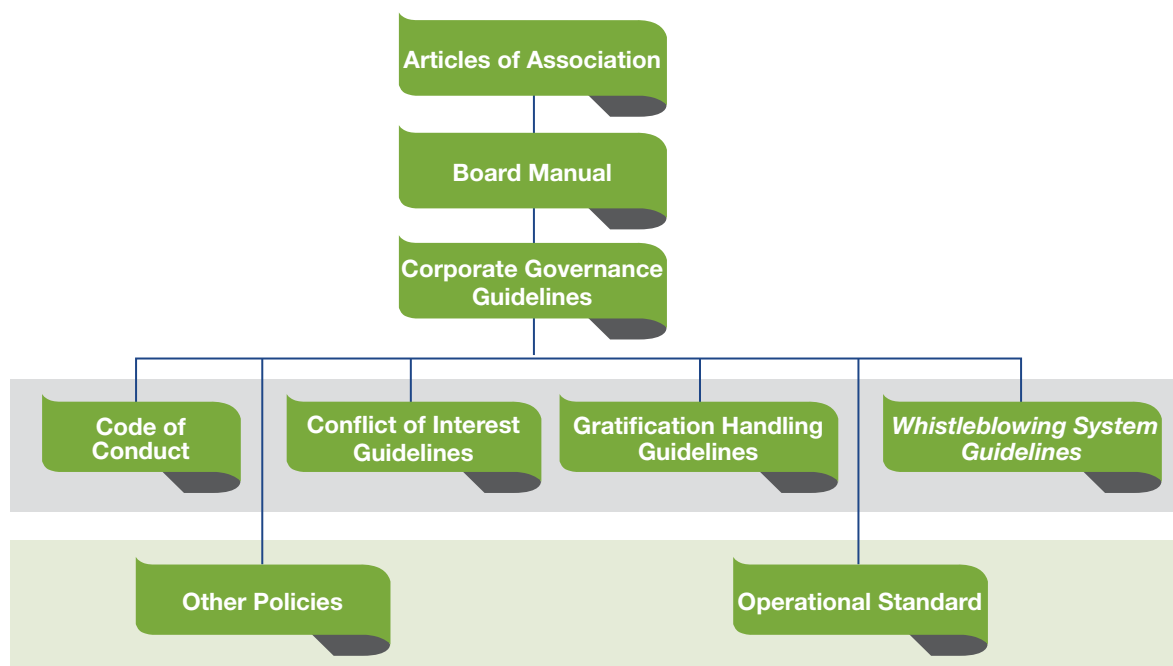 Articles of Association
Board Manual
Corporate Governance
Guidelines
Code of
Conduct
Conflict of Interest
Guidelines
Gratification Handling
Guidelines
Whistleblowing System
Guidelines
Other Policies
Operational Standard